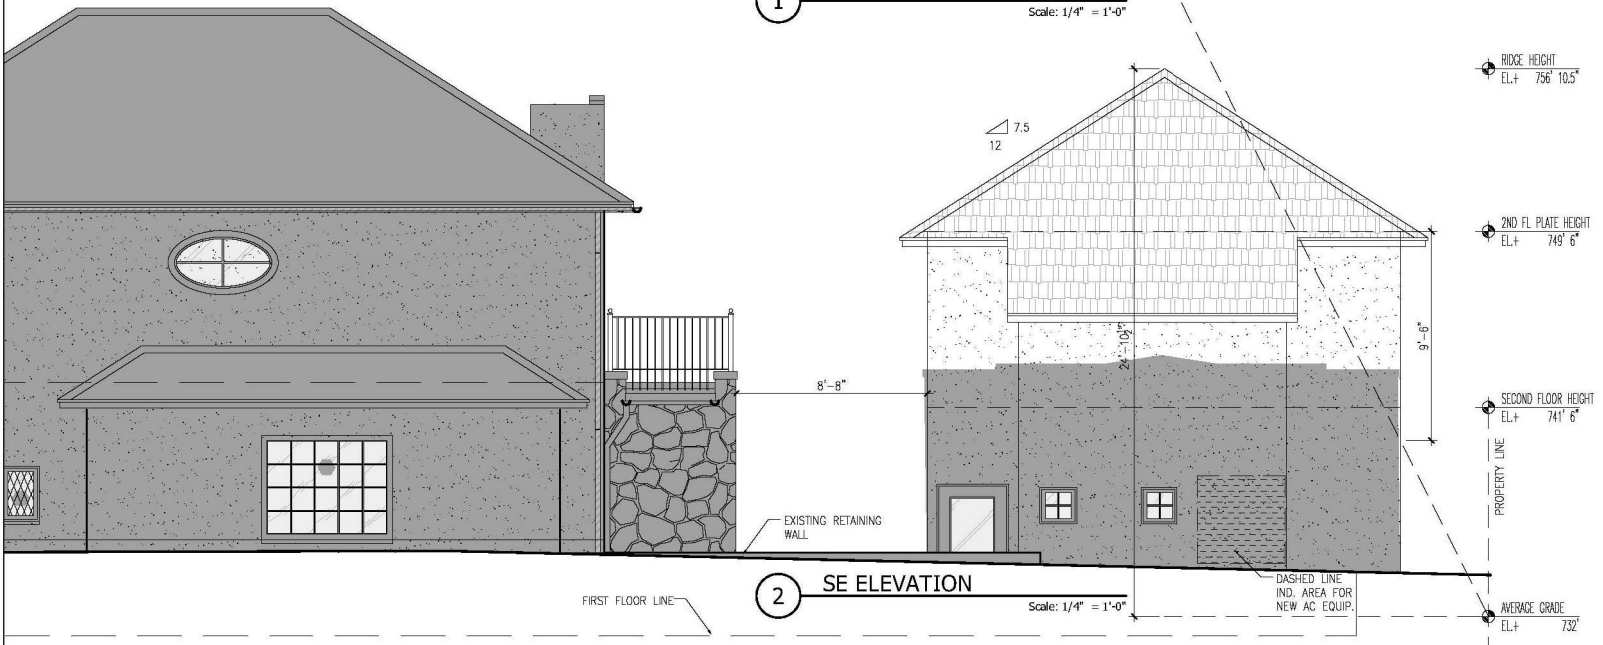 1
Scale: 1/4" = 1'-0"
RIDGE HEIGHT
EL.+ 756' 10.5"
7.5
12
2ND FL PLATE HEIGHT
EL.+ 749' 6"
24'-10½"
9'-6"
8'-8"
SECOND FLOOR HEIGHT
EL.+ 741' 6"
PROPERTY LINE
EXISTING RETAINING
WALL
2
SE ELEVATION
Scale: 1/4" = 1'-0"
DASHED LINE
IND. AREA FOR
NEW AC EQUIP.
FIRST FLOOR LINE
AVERAGE GRADE
EL.+ 732'